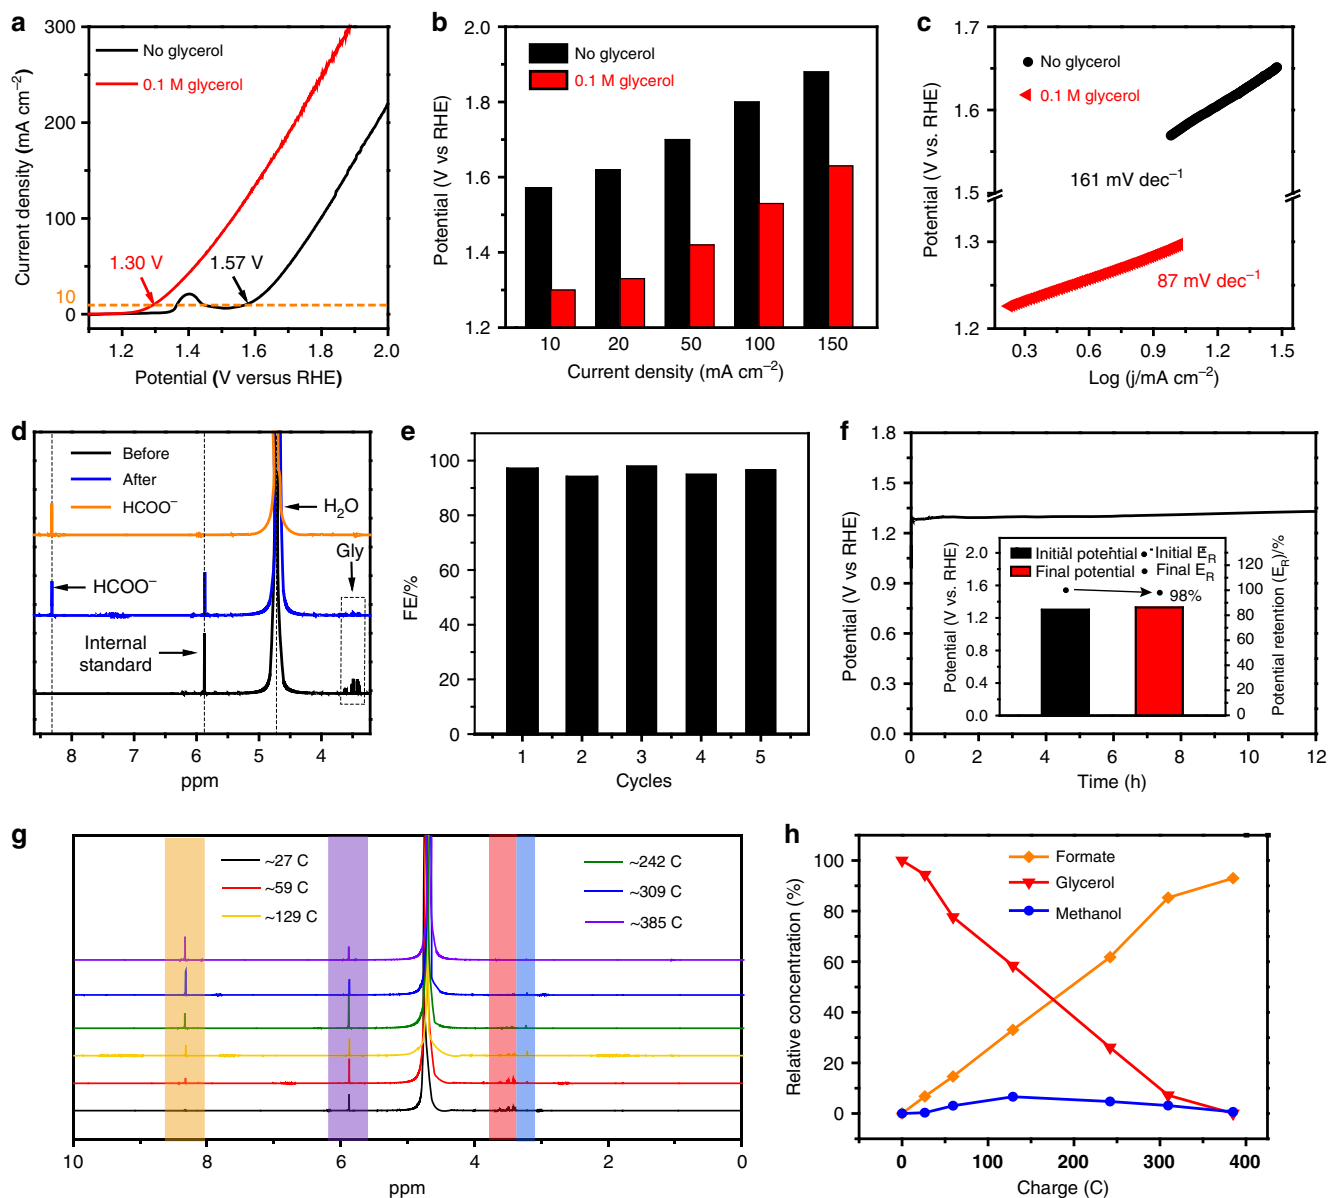 a
300
200
100
10
0
Current density (mA cm⁻²)
No glycerol
0.1 M glycerol
1.30 V
1.57 V
1.2 1.4 1.6 1.8 2.0
Potential (V versus RHE)
b
2.0
1.8
1.6
1.4
1.2
Potential (V vs RHE)
No glycerol
0.1 M glycerol
10 20 50 100 150
Current density (mA cm⁻²)
c
1.7
1.6
1.5
1.3
1.2
Potential (V vs. RHE)
No glycerol
0.1 M glycerol
161 mV dec⁻¹
87 mV dec⁻¹
0.3 0.6 0.9 1.2 1.5
Log (j/mA cm⁻²)
d
Before
After
HCOO⁻
H₂O
Gly
HCOO⁻
Internal
standard
8 7 6 5 4
ppm
e
100
80
60
40
20
0
FE/%
1 2 3 4 5
Cycles
f
1.8
1.5
1.2
0.9
0.6
0.3
0.0
Potential (V vs RHE)
2.0
1.6
1.2
0.8
0.4
0.0
Potential (V vs. RHE)
Initial potential
Initial E_R
Final potential
Final E_R
98%
120
100
80
60
40
20
0
Potential retention (E_R)/%
0 2 4 6 8 10 12
Time (h)
g
~27 C
~59 C
~129 C
~242 C
~309 C
~385 C
10 8 6 4 2 0
ppm
h
100
80
60
40
20
0
Relative concentration (%)
Formate
Glycerol
Methanol
0 100 200 300 400
Charge (C)